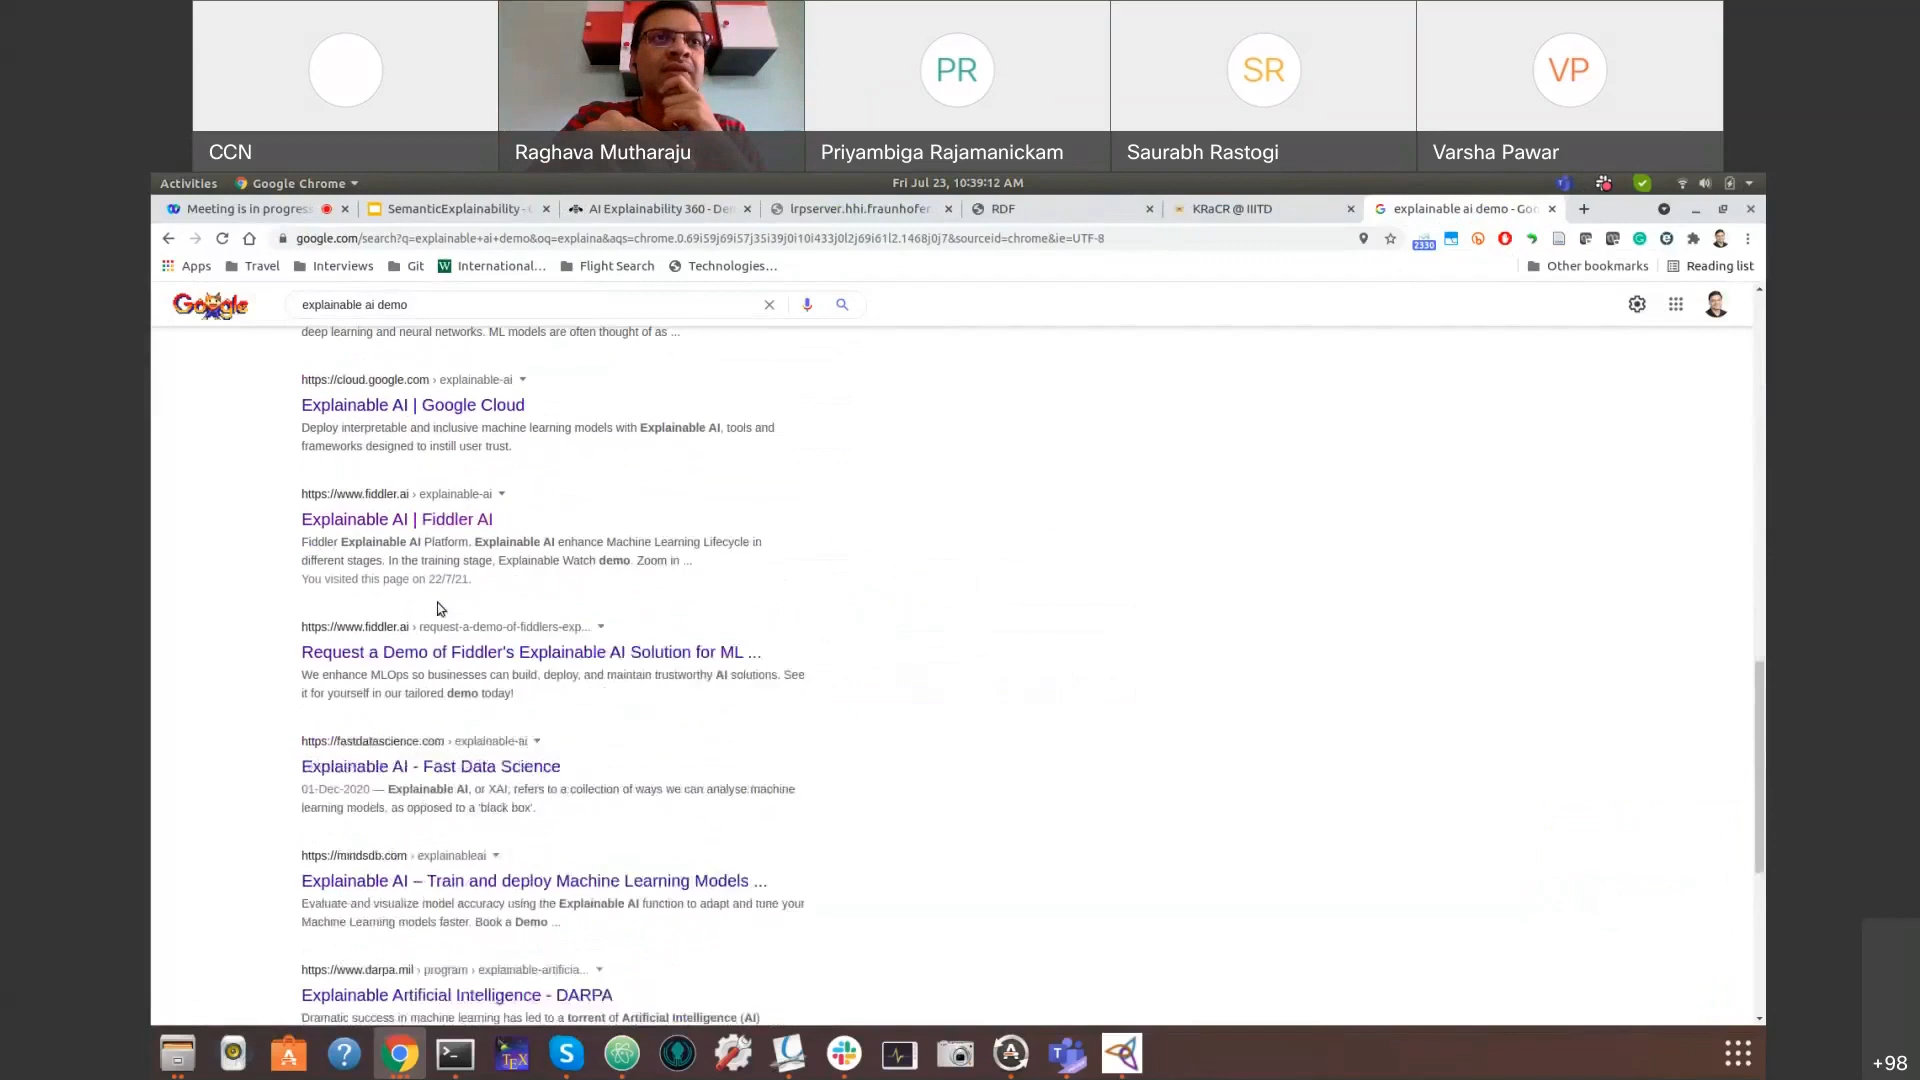 PR
SR
VP
CCN
Raghava Mutharaju
Priyambiga Rajamanickam
Saurabh Rastogi
Varsha Pawar
Activities
Google Chrome
Fri Jul 23, 10:39:12 AM
Meeting is in progress
SemanticExplainability -
AI Explainability 360 - De
lrpserver.hhi.fraunhofer
RDF
KRaCR @ IIITD
explainable ai demo - Goo
google.com/search?q=explainable+ai+demo&oq=explaina&aqs=chrome.0.69i59j69i57j35i39j0i10i433j0l2j69i61l2.1468j0j7&sourceid=chrome&ie=UTF-8
2330
Apps
Travel
Interviews
Git
International...
Flight Search
Technologies...
Other bookmarks
Reading list
Google
explainable ai demo
deep learning and neural networks. ML models are often thought of as ...
https://cloud.google.com › explainable-ai
Explainable AI | Google Cloud
Deploy interpretable and inclusive machine learning models with Explainable AI, tools and
frameworks designed to instill user trust.
https://www.fiddler.ai › explainable-ai
Explainable AI | Fiddler AI
Fiddler Explainable AI Platform. Explainable AI enhance Machine Learning Lifecycle in
different stages. In the training stage, Explainable Watch demo. Zoom in ...
You visited this page on 22/7/21.
https://www.fiddler.ai › request-a-demo-of-fiddlers-exp...
Request a Demo of Fiddler's Explainable AI Solution for ML ...
We enhance MLOps so businesses can build, deploy, and maintain trustworthy AI solutions. See
it for yourself in our tailored demo today!
https://fastdatascience.com › explainable-ai
Explainable AI - Fast Data Science
01-Dec-2020 — Explainable AI, or XAI, refers to a collection of ways we can analyse machine
learning models, as opposed to a 'black box'.
https://mindsdb.com › explainableai
Explainable AI – Train and deploy Machine Learning Models ...
Evaluate and visualize model accuracy using the Explainable AI function to adapt and tune your
Machine Learning models faster. Book a Demo ...
https://www.darpa.mil › program › explainable-artificia...
Explainable Artificial Intelligence - DARPA
Dramatic success in machine learning has led to a torrent of Artificial Intelligence (AI)
+98